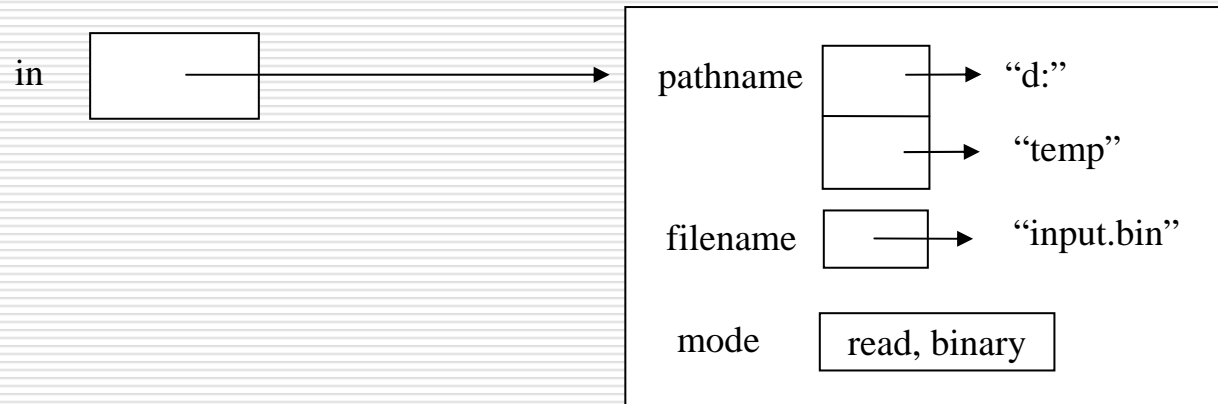 in
pathname
“d:”
“temp”
filename
“input.bin”
mode
read, binary